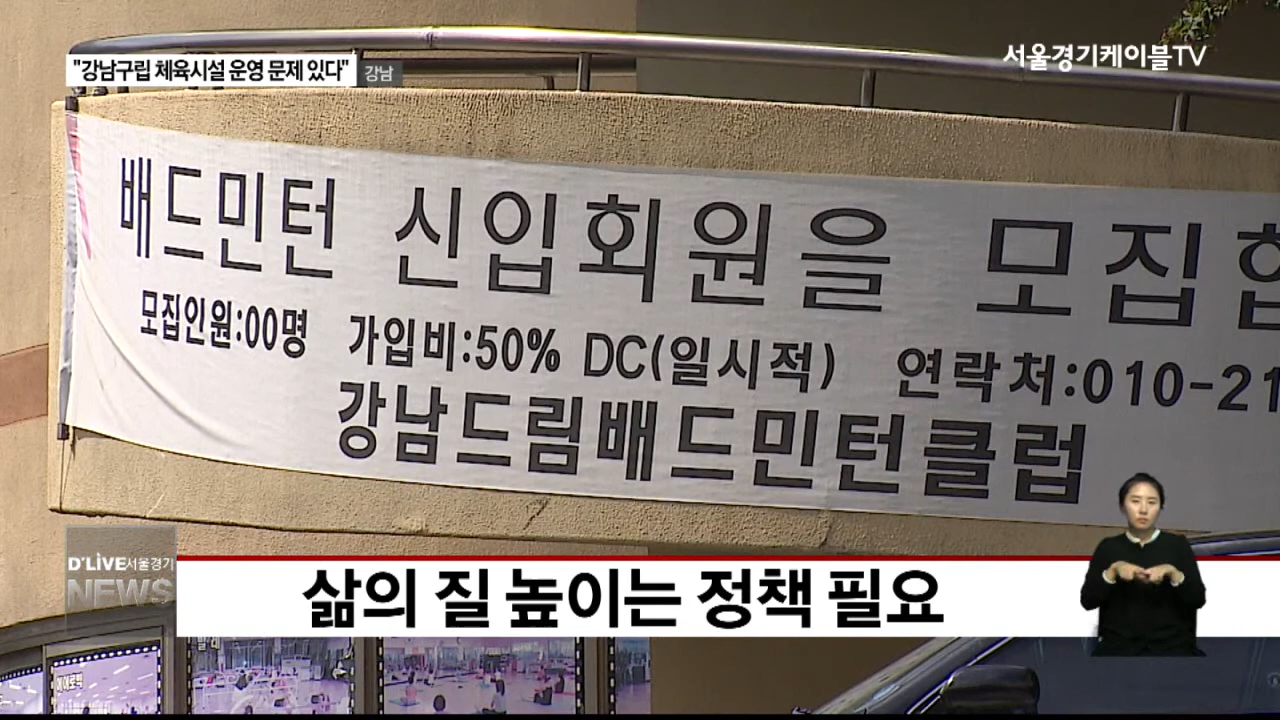 "강남구립 체육시설 운영 문제 있다" 강남
서울경기케이블TV
배드민턴 신입회원을 모집합
모집인원:00명 가입비:50% DC(일시적) 연락처:010-21
강남드림배드민턴클럽
D'LIVE서울경기
NEWS
삶의 질 높이는 정책 필요
에어로빅